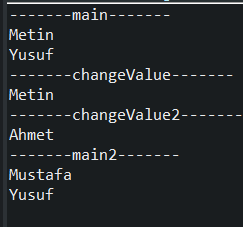 -------main-------
Metin
Yusuf
-------changeValue-------
Metin
-------changeValue2-------
Ahmet
-------main2-------
Mustafa
Yusuf